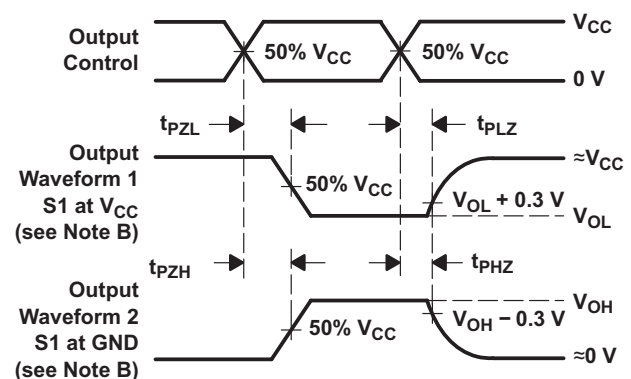 Output
Control
50% VCC
50% VCC
VCC
0 V
tPZL
tPLZ
Output
Waveform 1
S1 at VCC
(see Note B)
50% VCC
≈VCC
VOL + 0.3 V
VOL
tPZH
tPHZ
Output
Waveform 2
S1 at GND
(see Note B)
50% VCC
VOH
VOH − 0.3 V
≈0 V